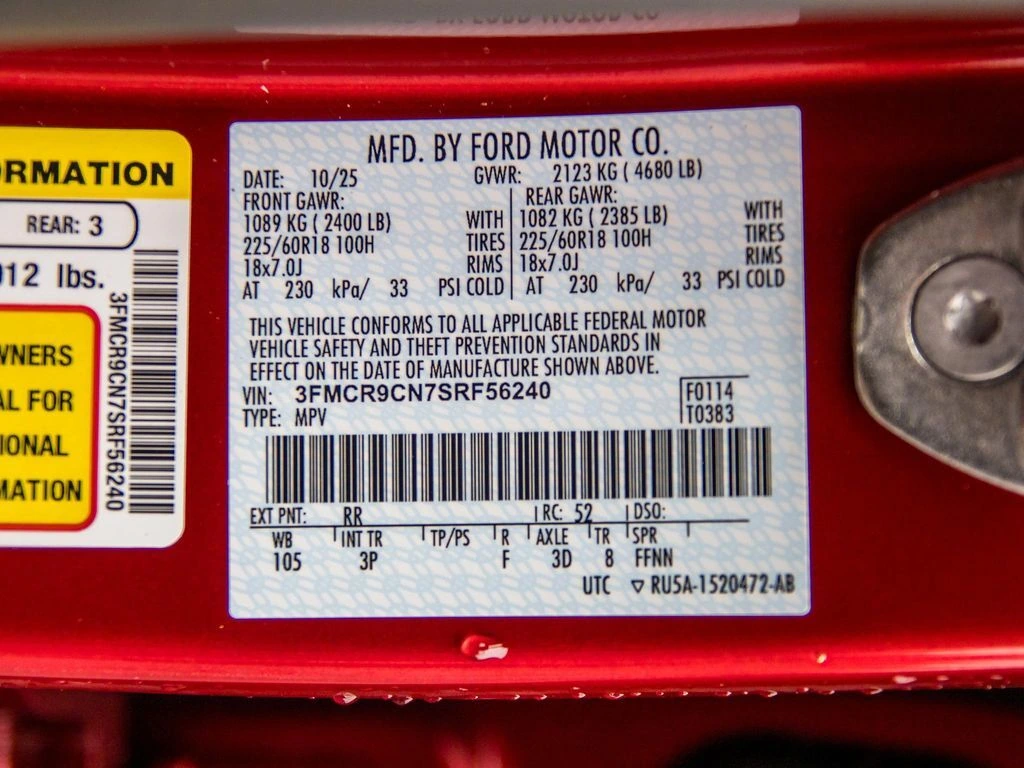 RMATION
REAR: 3
012 lbs.
WNERS
AL FOR
IONAL
MATION
3FMCR9CN7SRF56240
MFD. BY FORD MOTOR CO.
DATE: 10/25 GVWR: 2123 KG ( 4680 LB)
FRONT GAWR: REAR GAWR:
1089 KG ( 2400 LB) WITH 1082 KG ( 2385 LB) WITH
225/60R18 100H TIRES 225/60R18 100H TIRES
18x7.0J RIMS 18x7.0J RIMS
AT 230 kPa/ 33 PSI COLD AT 230 kPa/ 33 PSI COLD
THIS VEHICLE CONFORMS TO ALL APPLICABLE FEDERAL MOTOR
VEHICLE SAFETY AND THEFT PREVENTION STANDARDS IN
EFFECT ON THE DATE OF MANUFACTURE SHOWN ABOVE.
VIN: 3FMCR9CN7SRF56240 F0114
TYPE: MPV T0383
EXT PNT: RR RC: 52 DSO:
WB INT TR TP/PS R AXLE TR SPR
105 3P F 3D 8 FFNN
UTC ▽ RU5A-1520472-AB